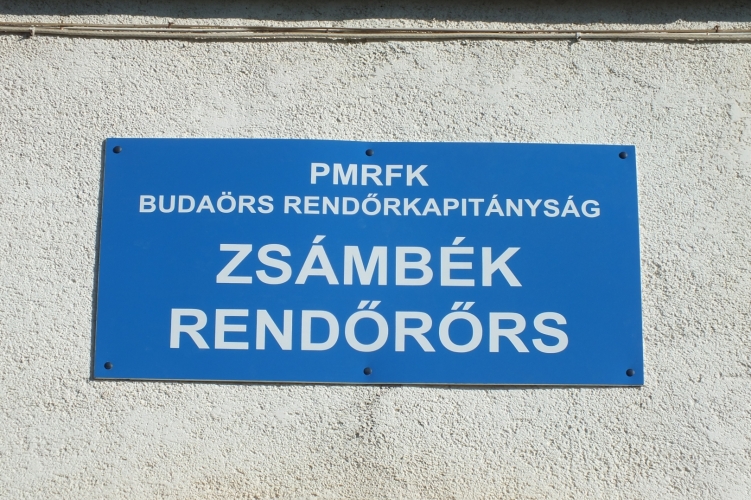 PMRFK
BUDAÖRS RENDŐRKAPITÁNYSÁG
ZSÁMBÉK
RENDŐRŐRS